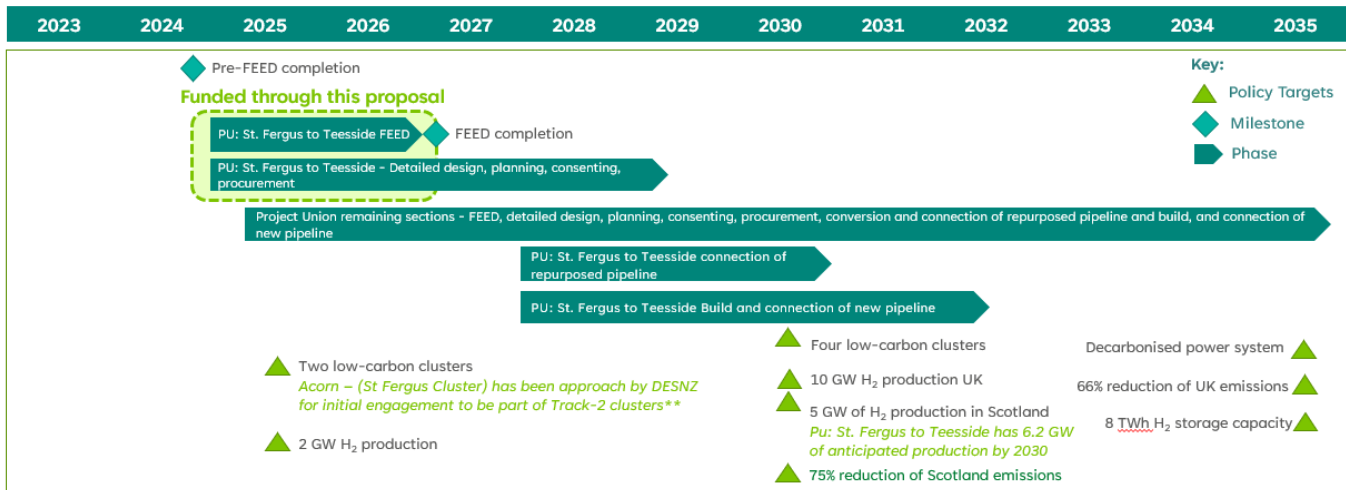 2023 2024 2025 2026 2027 2028 2029 2030 2031 2032 2033 2034 2035
Pre-FEED completion
Funded through this proposal
PU: St. Fergus to Teesside FEED
FEED completion
PU: St. Fergus to Teesside - Detailed design, planning, consenting,
procurement
Project Union remaining sections - FEED, detailed design, planning, consenting, procurement, conversion and connection of repurposed pipeline and build, and connection of
new pipeline
PU: St. Fergus to Teesside connection of
repurposed pipeline
PU: St. Fergus to Teesside Build and connection of new pipeline
Key:
Policy Targets
Milestone
Phase
Two low-carbon clusters
Acorn – (St Fergus Cluster) has been approach by DESNZ
for initial engagement to be part of Track-2 clusters**
2 GW H₂ production
Four low-carbon clusters
10 GW H₂ production UK
5 GW of H₂ production in Scotland
Pu: St. Fergus to Teesside has 6.2 GW
of anticipated production by 2030
75% reduction of Scotland emissions
Decarbonised power system
66% reduction of UK emissions
8 TWh H₂ storage capacity